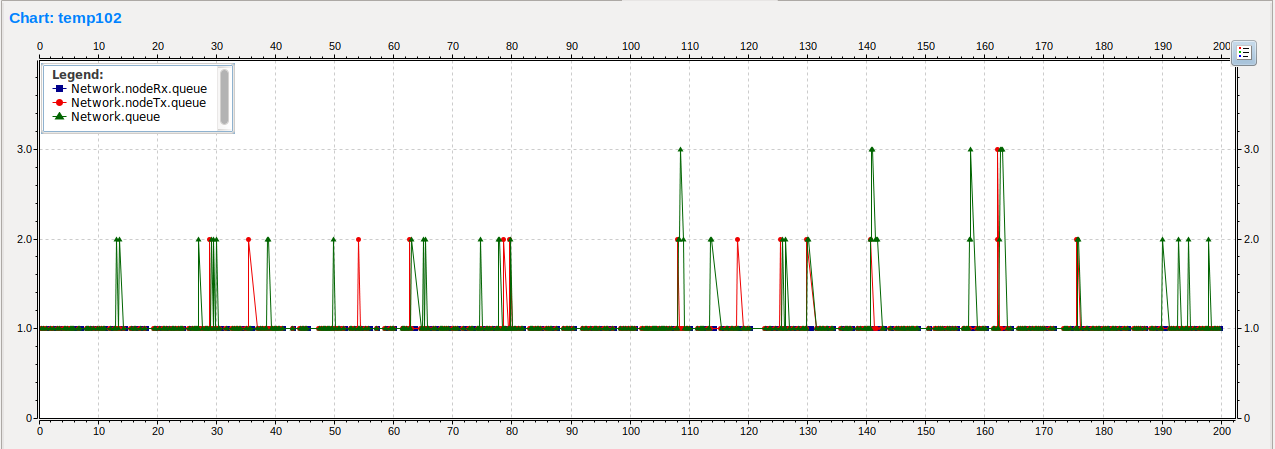 Chart: temp102
0 10 20 30 40 50 60 70 80 90 100 110 120 130 140 150 160 170 180 190 200
Legend:
Network.nodeRx.queue
Network.nodeTx.queue
Network.queue
3.0 3.0
2.0 2.0
1.0 1.0
0 0
0 10 20 30 40 50 60 70 80 90 100 110 120 130 140 150 160 170 180 190 200